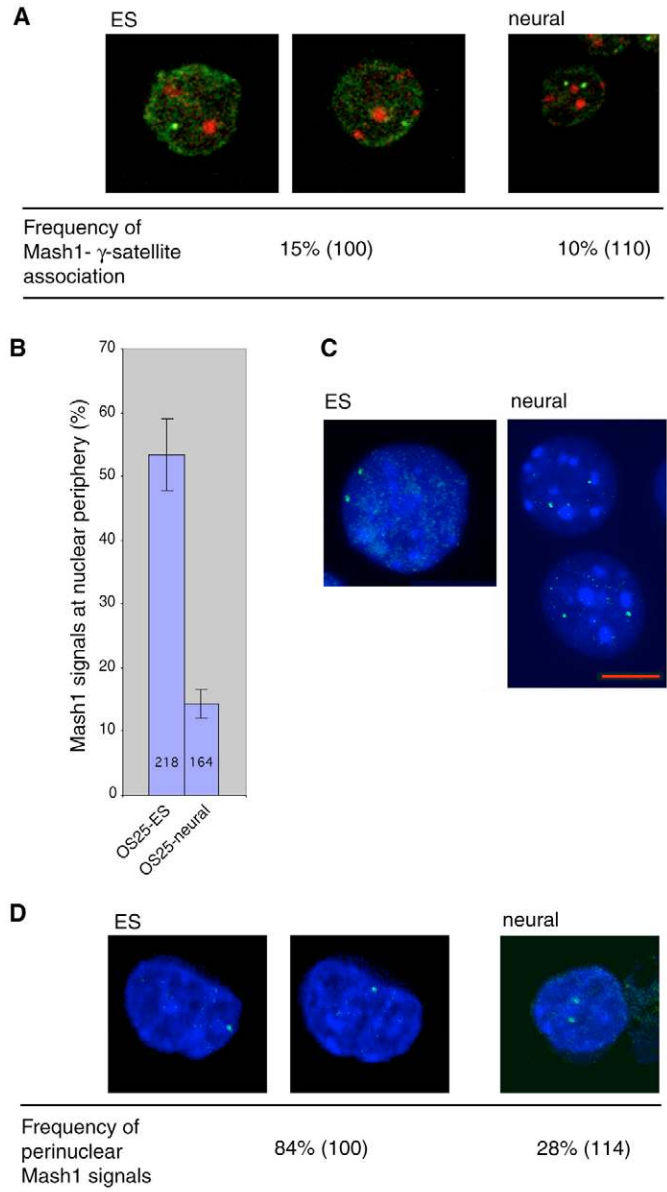 A
ES
neural
Frequency of
Mash1- γ-satellite
association
15% (100)
10% (110)
B
Mash1 signals at nuclear periphery (%)
70
60
50
40
30
20
10
0
218
164
OS25-ES
OS25-neural
C
ES
neural
D
ES
neural
Frequency of
perinuclear
Mash1 signals
84% (100)
28% (114)